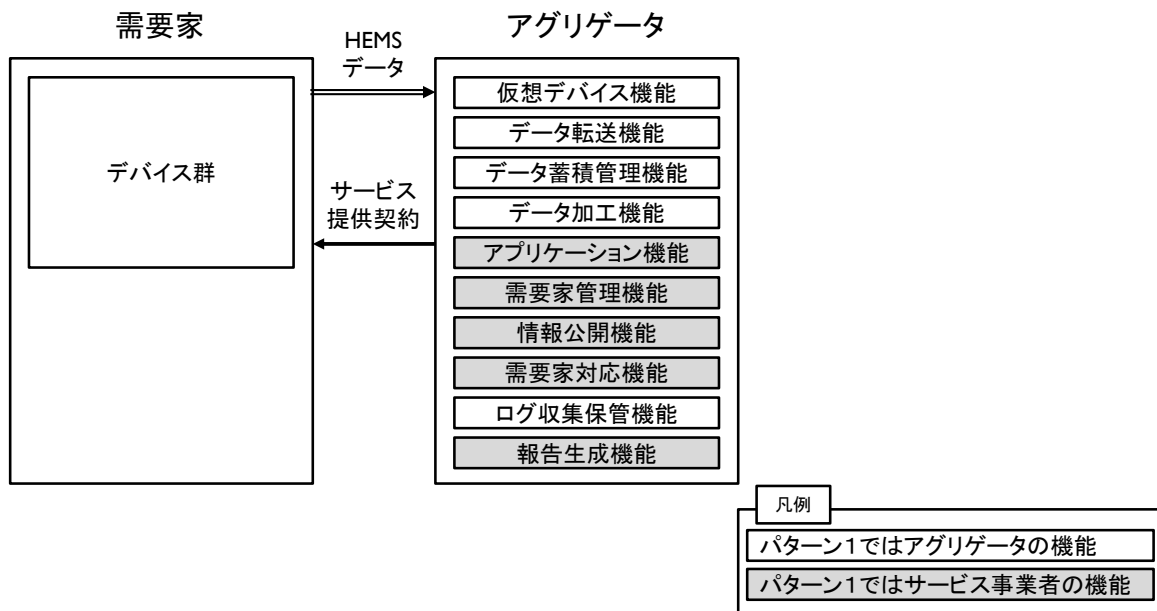 需要家
アグリゲータ
HEMS
データ
デバイス群
サービス
提供契約
仮想デバイス機能
データ転送機能
データ蓄積管理機能
データ加工機能
アプリケーション機能
需要家管理機能
情報公開機能
需要家対応機能
ログ収集保管機能
報告生成機能
凡例
パターン1ではアグリゲータの機能
パターン1ではサービス事業者の機能